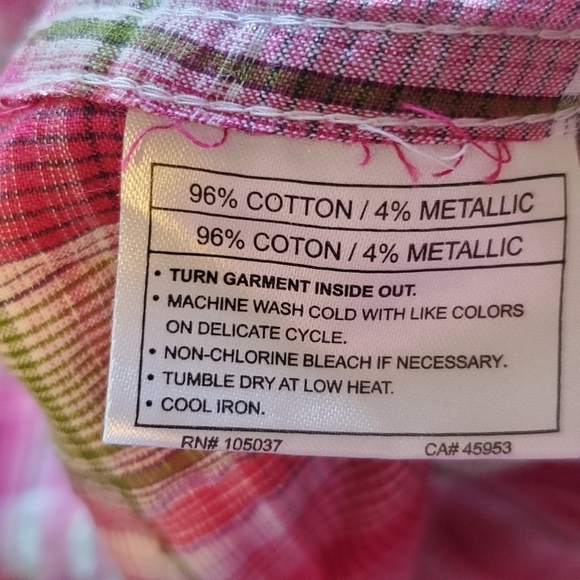 96% COTTON / 4% METALLIC
96% COTON / 4% METALLIC
• TURN GARMENT INSIDE OUT.
• MACHINE WASH COLD WITH LIKE COLORS
ON DELICATE CYCLE.
• NON-CHLORINE BLEACH IF NECESSARY.
• TUMBLE DRY AT LOW HEAT.
• COOL IRON.
RN# 105037 CA# 45953